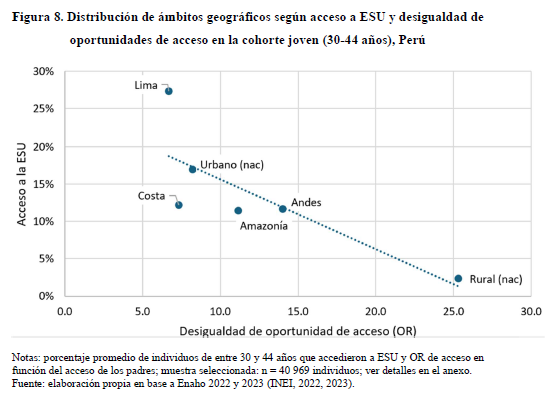 Figura 8. Distribución de ámbitos geográficos según acceso a ESU y desigualdad de
oportunidades de acceso en la cohorte joven (30-44 años), Perú
30%
25%
20%
15%
10%
5%
0%
Acceso a la ESU
Lima
Urbano (nac)
Costa
Andes
Amazonía
Rural (nac)
0.0 5.0 10.0 15.0 20.0 25.0 30.0
Desigualdad de oportunidad de acceso (OR)
Notas: porcentaje promedio de individuos de entre 30 y 44 años que accedieron a ESU y OR de acceso en
función del acceso de los padres; muestra seleccionada: n = 40 969 individuos; ver detalles en el anexo.
Fuente: elaboración propia en base a Enaho 2022 y 2023 (INEI, 2022, 2023).